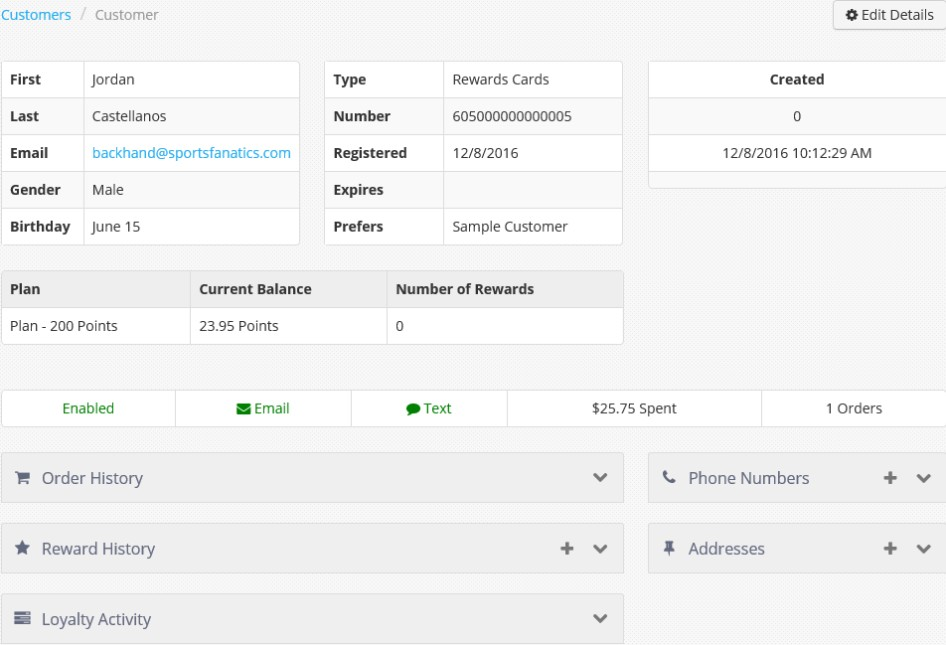 Customers / Customer
Edit Details
First Jordan
Last Castellanos
Email backhand@sportsfanatics.com
Gender Male
Birthday June 15
Type Rewards Cards
Number 605000000000005
Registered 12/8/2016
Expires
Prefers Sample Customer
Created
0
12/8/2016 10:12:29 AM
Plan Current Balance Number of Rewards
Plan - 200 Points 23.95 Points 0
Enabled Email Text $25.75 Spent 1 Orders
Order History
Phone Numbers
Reward History
Addresses
Loyalty Activity